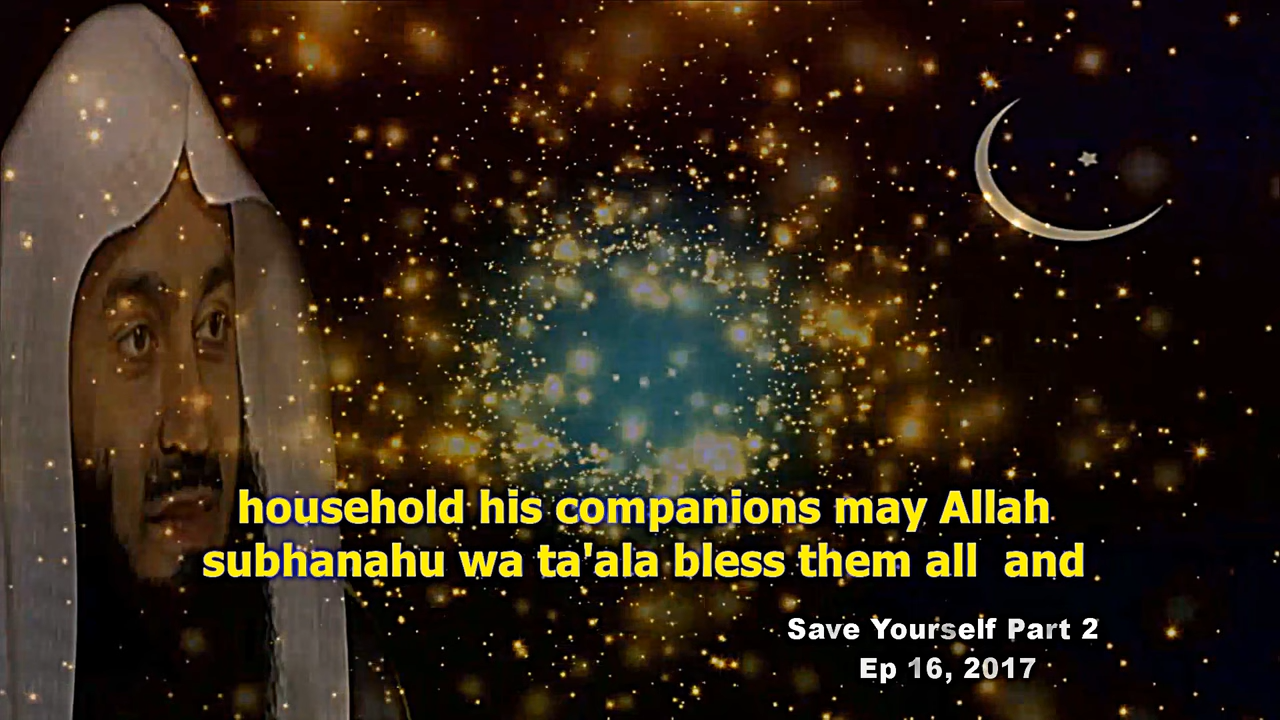 household his companions may Allah
subhanahu wa ta'ala bless them all  and
Save Yourself Part 2
Ep 16, 2017